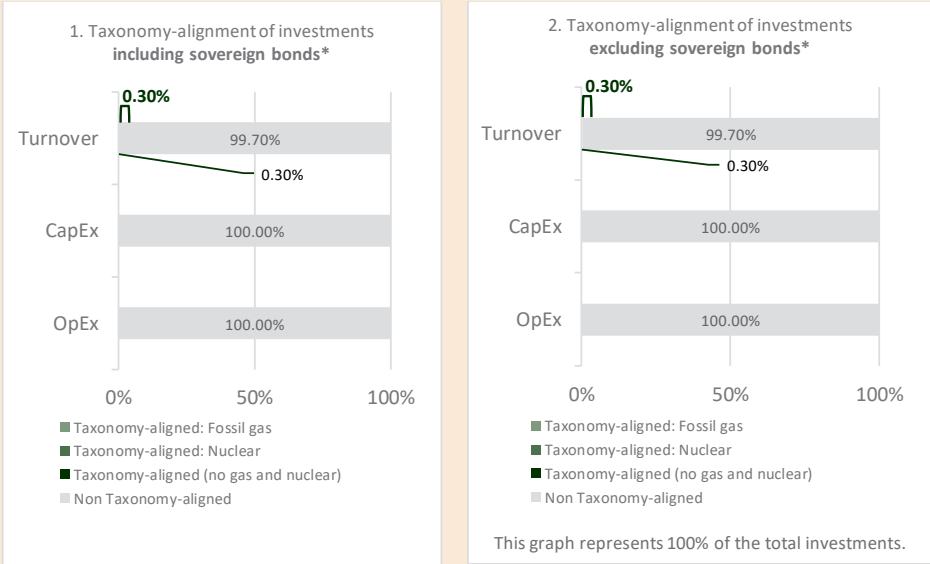 1. Taxonomy-alignment of investments
including sovereign bonds*
0.30%
Turnover
99.70%
0.30%
CapEx
100.00%
OpEx
100.00%
0%
50%
100%
Taxonomy-aligned: Fossil gas
Taxonomy-aligned: Nuclear
Taxonomy-aligned (no gas and nuclear)
Non Taxonomy-aligned
2. Taxonomy-alignment of investments
excluding sovereign bonds*
0.30%
Turnover
99.70%
0.30%
CapEx
100.00%
OpEx
100.00%
0%
50%
100%
Taxonomy-aligned: Fossil gas
Taxonomy-aligned: Nuclear
Taxonomy-aligned (no gas and nuclear)
Non Taxonomy-aligned
This graph represents 100% of the total investments.